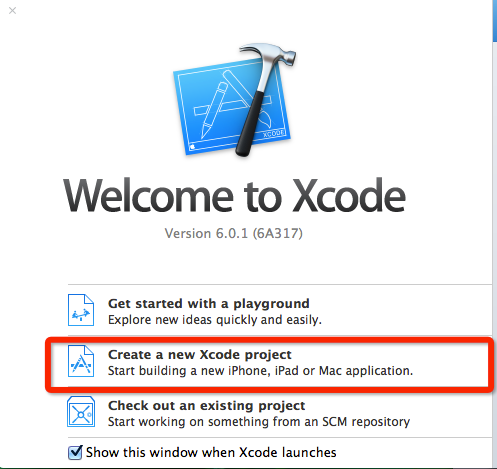 XCODE
Welcome to Xcode
Version 6.0.1 (6A317)
Get started with a playground
Explore new ideas quickly and easily.
Create a new Xcode project
Start building a new iPhone, iPad or Mac application.
Check out an existing project
Start working on something from an SCM repository
Show this window when Xcode launches